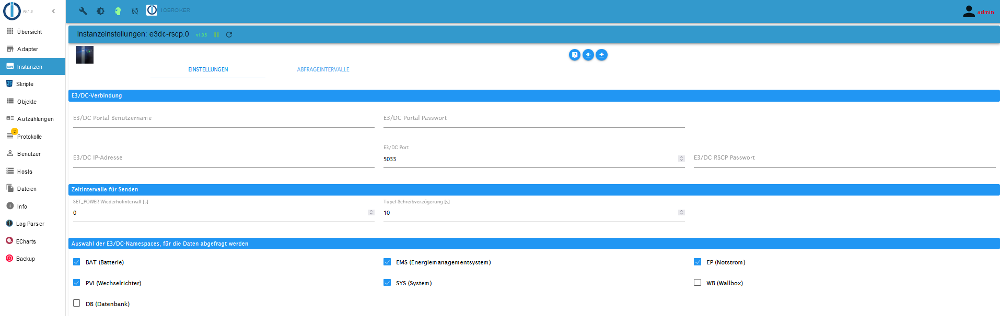 v6.1.8
IOBROKER
admin
Übersicht
Adapter
Instanzen
Skripte
Objekte
Aufzählungen
2
Protokolle
Benutzer
Hosts
Dateien
Info
Log Parser
ECharts
Backup
Instanzeinstellungen: e3dc-rscp.0 v1.0.5
EINSTELLUNGEN ABFRAGEINTERVALLE
E3/DC-Verbindung
E3/DC Portal Benutzername E3/DC Portal Passwort
E3/DC Port
E3/DC IP-Adresse 5033 E3/DC RSCP Passwort
Zeitintervalle für Senden
SET_POWER Wiederholintervall [s] Tupel-Schreibverzögerung [s]
0 10
Auswahl der E3/DC-Namespaces, für die Daten abgefragt werden
BAT (Batterie) EMS (Energiemanagementsystem) EP (Notstrom)
PVI (Wechselrichter) SYS (System) WB (Wallbox)
DB (Datenbank)